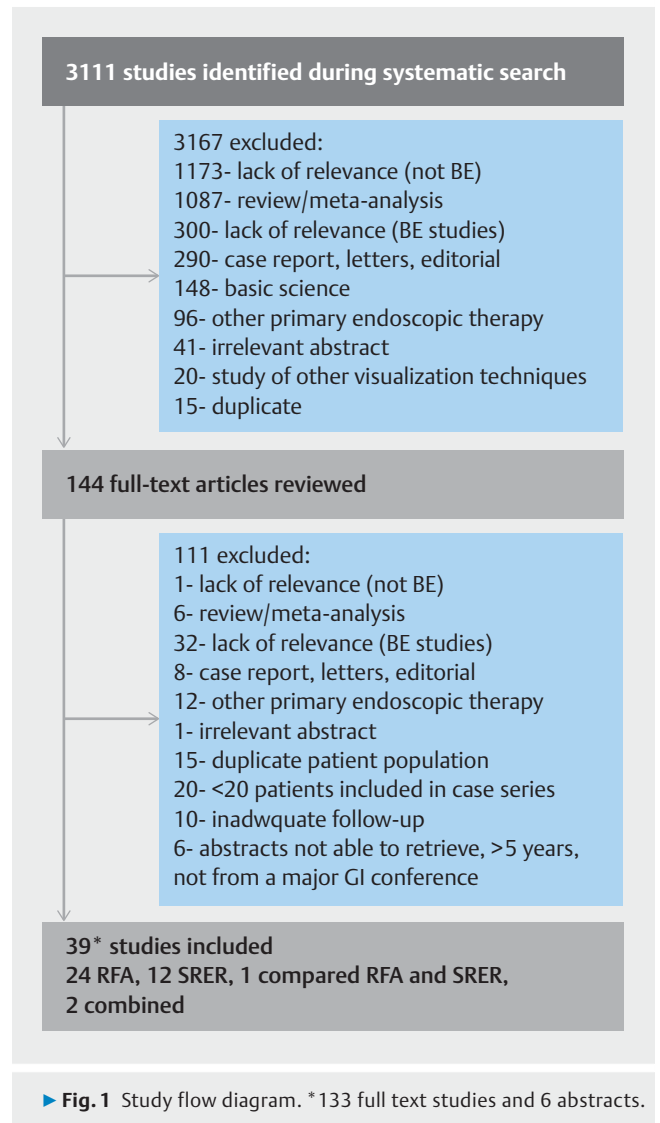 3111 studies identified during systematic search
3167 excluded:
1173- lack of relevance (not BE)
1087- review/meta-analysis
300- lack of relevance (BE studies)
290- case report, letters, editorial
148- basic science
96- other primary endoscopic therapy
41- irrelevant abstract
20- study of other visualization techniques
15- duplicate
144 full-text articles reviewed
111 excluded:
1- lack of relevance (not BE)
6- review/meta-analysis
32- lack of relevance (BE studies)
8- case report, letters, editorial
12- other primary endoscopic therapy
1- irrelevant abstract
15- duplicate patient population
20- <20 patients included in case series
10- inadwquate follow-up
6- abstracts not able to retrieve, >5 years,
not from a major GI conference
39* studies included
24 RFA, 12 SRER, 1 compared RFA and SRER,
2 combined
▶ Fig. 1 Study flow diagram. *133 full text studies and 6 abstracts.